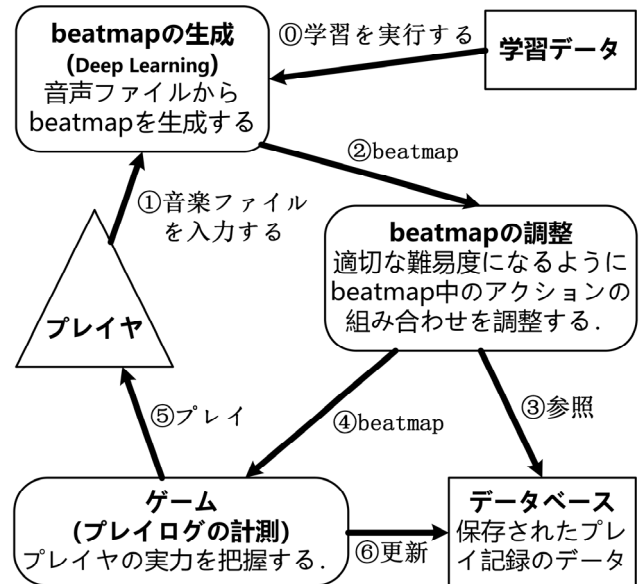 beatmapの生成
(Deep Learning)
音声ファイルから
beatmapを生成する
⓪学習を実行する
学習データ
②beatmap
①音楽ファイル
を入力する
beatmapの調整
適切な難易度になるように
beatmap中のアクションの
組み合わせを調整する.
プレイヤ
⑤プレイ
④beatmap
③参照
ゲーム
(プレイログの計測)
プレイヤの実力を把握する.
⑥更新
データベース
保存されたプレ
イ記録のデータ